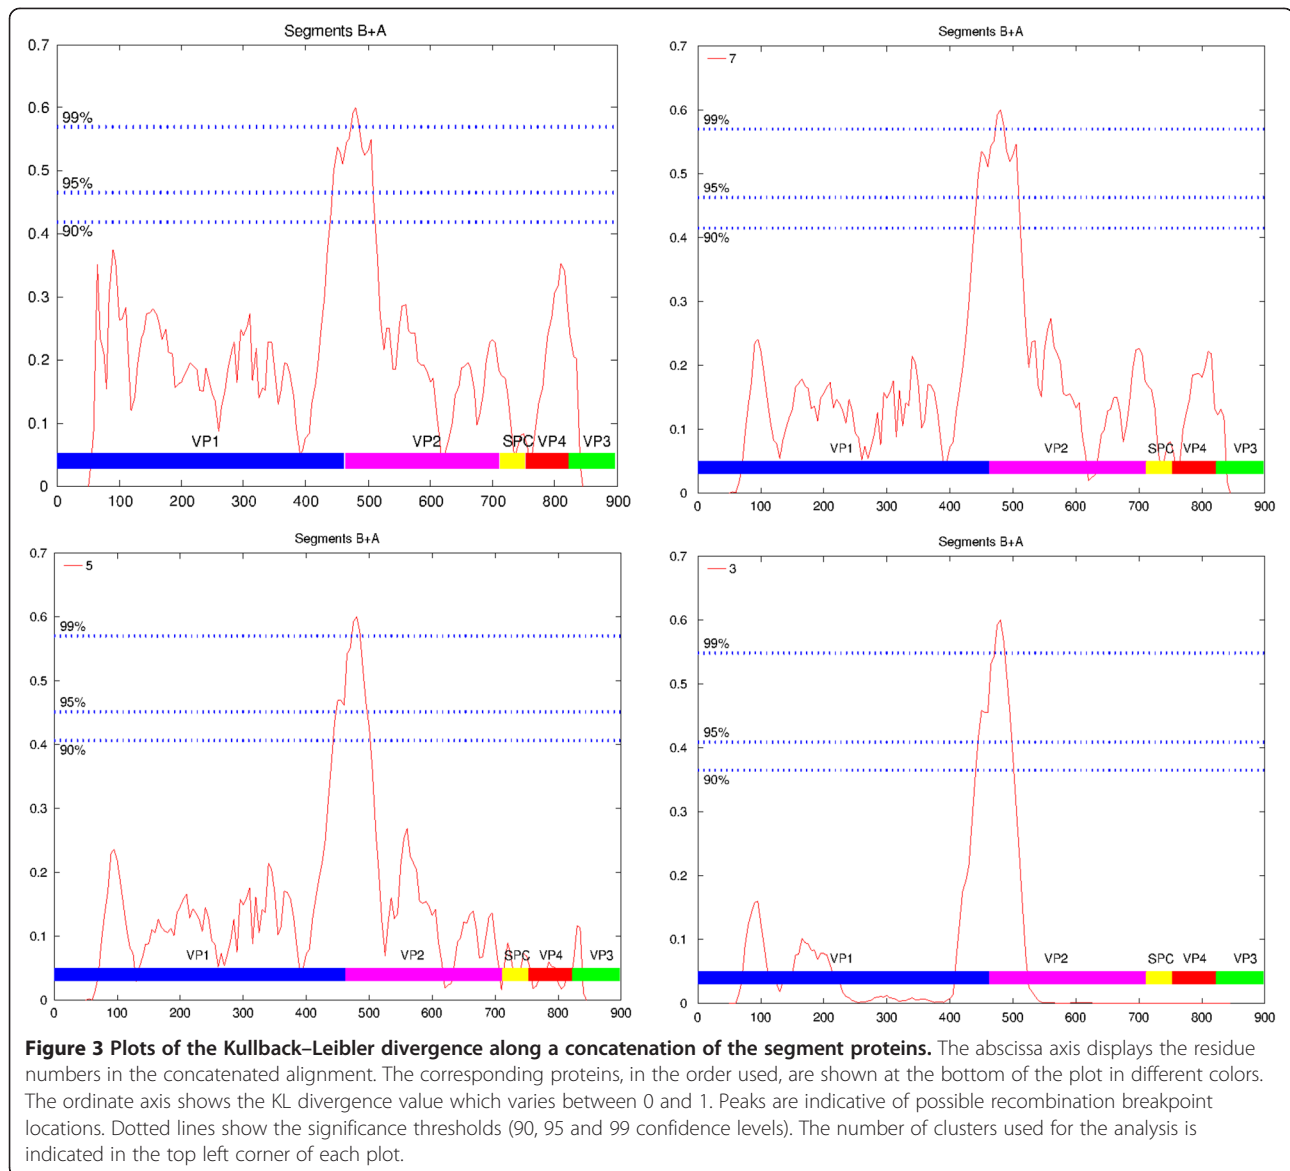 Segments B+A
0.7
0.6
0.5
0.4
0.3
0.2
0.1
0
99%
95%
90%
VP1
VP2
SPC
VP4
VP3
0 100 200 300 400 500 600 700 800 900
Segments B+A
7
0.7
0.6
0.5
0.4
0.3
0.2
0.1
0
99%
95%
90%
VP1
VP2
SPC
VP4
VP3
0 100 200 300 400 500 600 700 800 900
Segments B+A
5
0.7
0.6
0.5
0.4
0.3
0.2
0.1
0
99%
95%
90%
VP1
VP2
SPC
VP4
VP3
0 100 200 300 400 500 600 700 800 900
Segments B+A
3
0.7
0.6
0.5
0.4
0.3
0.2
0.1
0
99%
95%
90%
VP1
VP2
SPC
VP4
VP3
0 100 200 300 400 500 600 700 800 900
Figure 3 Plots of the Kullback–Leibler divergence along a concatenation of the segment proteins. The abscissa axis displays the residue
numbers in the concatenated alignment. The corresponding proteins, in the order used, are shown at the bottom of the plot in different colors.
The ordinate axis shows the KL divergence value which varies between 0 and 1. Peaks are indicative of possible recombination breakpoint
locations. Dotted lines show the significance thresholds (90, 95 and 99 confidence levels). The number of clusters used for the analysis is
indicated in the top left corner of each plot.